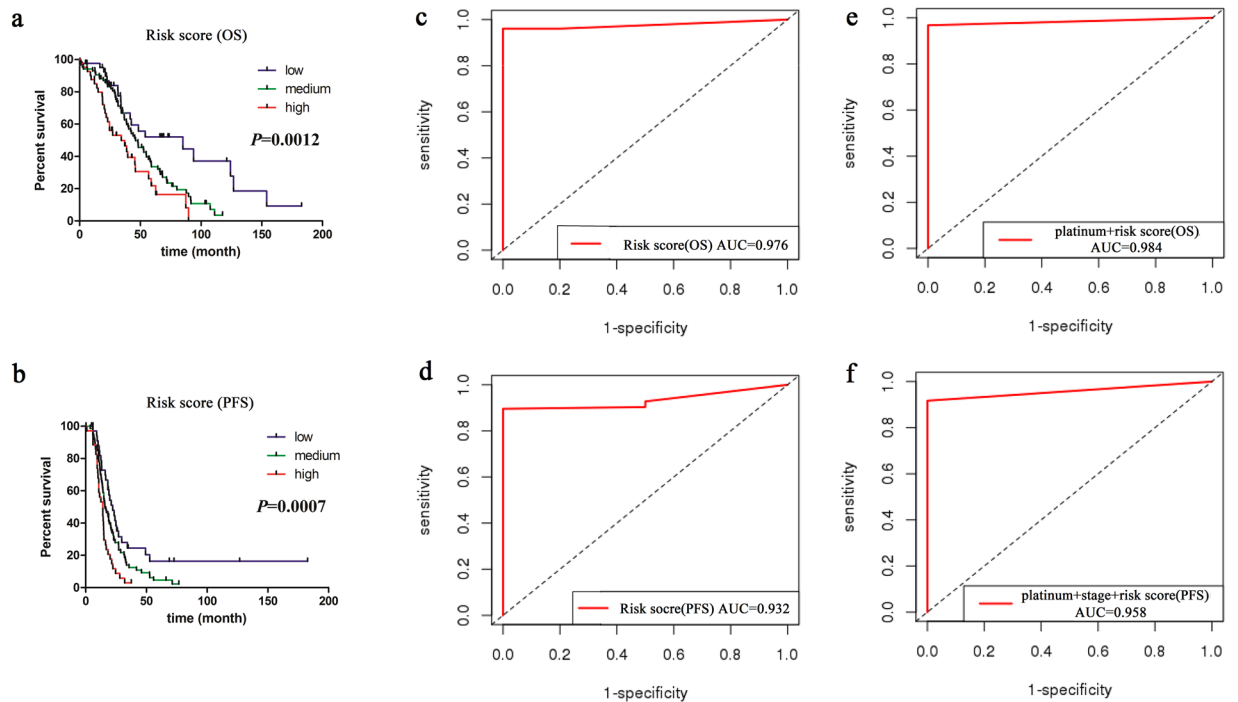 a
Risk score (OS)
100
80
60
40
20
0
Percent survival
0 50 100 150 200
time (month)
low
medium
high
P=0.0012
c
1.0
0.8
0.6
0.4
0.2
0.0
sensitivity
Risk score(OS) AUC=0.976
0.0 0.2 0.4 0.6 0.8 1.0
1-specificity
e
1.0
0.8
0.6
0.4
0.2
0.0
sensitivity
platinum+risk score(OS)
AUC=0.984
0.0 0.2 0.4 0.6 0.8 1.0
1-specificity
b
Risk score (PFS)
100
80
60
40
20
0
Percent survival
0 50 100 150 200
time (month)
low
medium
high
P=0.0007
d
1.0
0.8
0.6
0.4
0.2
0.0
sensitivity
Risk socre(PFS) AUC=0.932
0.0 0.2 0.4 0.6 0.8 1.0
1-specificity
f
1.0
0.8
0.6
0.4
0.2
0.0
sensitivity
platinum+stage+risk score(PFS)
AUC=0.958
0.0 0.2 0.4 0.6 0.8 1.0
1-specificity